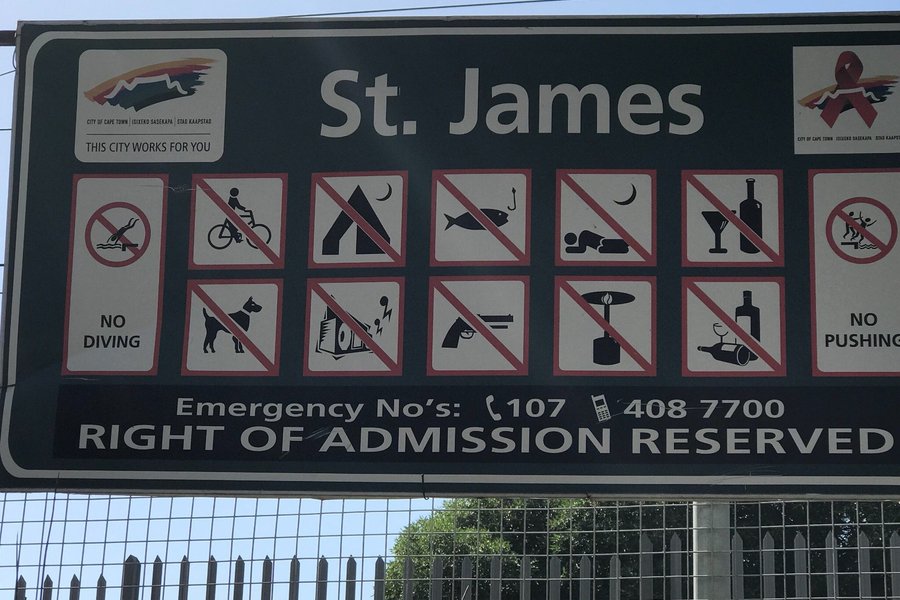 St. James
CITY OF CAPE TOWN | ISIXEKO SASEKAPA | STAD KAAPSTAD
THIS CITY WORKS FOR YOU
CITY OF CAPE TOWN | ISIXEKO SASEKAPA | STAD KAAPSTAD
NO
DIVING
NO
PUSHING
Emergency No's: 107 408 7700
RIGHT OF ADMISSION RESERVED